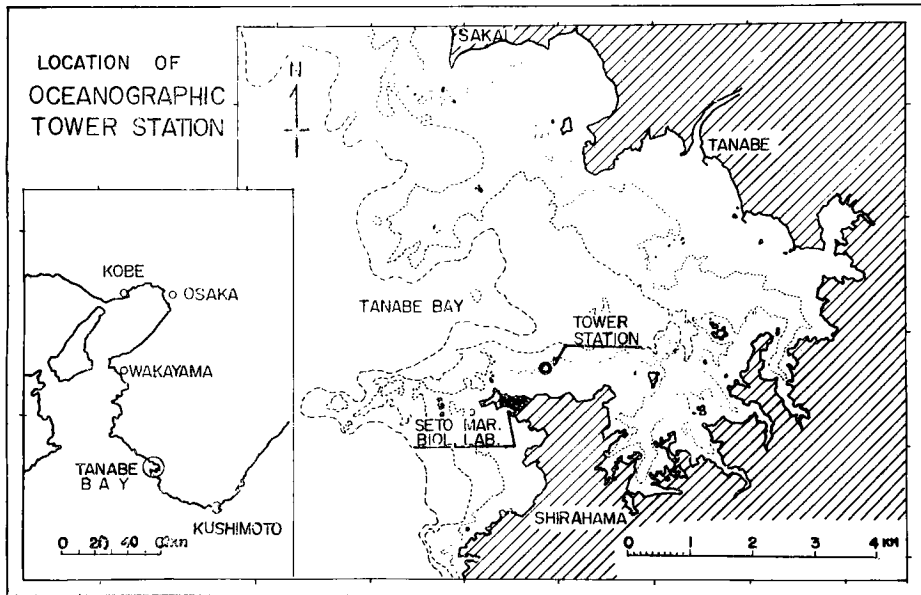 LOCATION OF
OCEANOGRAPHIC
TOWER STATION
N
SAKAI
TANABE
TANABE BAY
TOWER
STATION
SETO MAR.
BIOL. LAB.
SHIRAHAMA
0 1 2 3 4 KM
KOBE
OSAKA
WAKAYAMA
TANABE
BAY
KUSHIMOTO
0 20 40